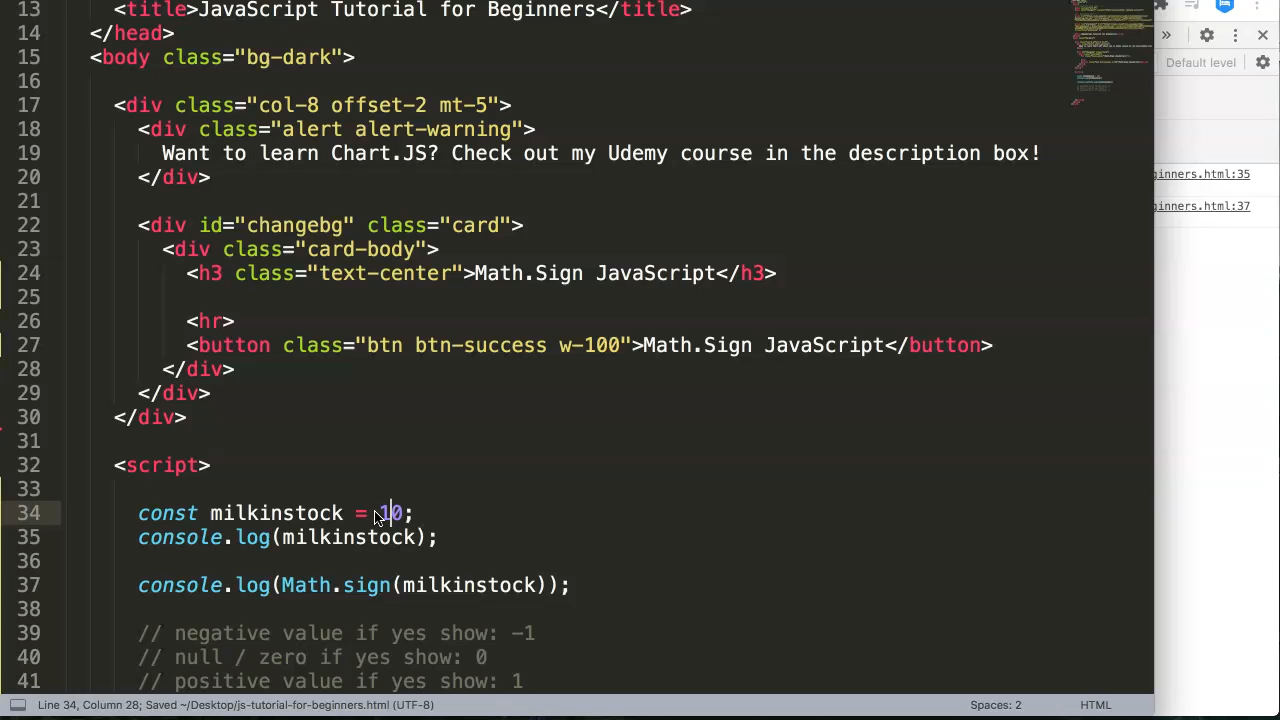 13 <title>JavaScript Tutorial for Beginners</title>
14 </head>
15 <body class="bg-dark">
16
17 <div class="col-8 offset-2 mt-5">
18 <div class="alert alert-warning">
19 Want to learn Chart.JS? Check out my Udemy course in the description box!
20 </div>
21
22 <div id="changebg" class="card">
23 <div class="card-body">
24 <h3 class="text-center">Math.Sign JavaScript</h3>
25
26 <hr>
27 <button class="btn btn-success w-100">Math.Sign JavaScript</button>
28 </div>
29 </div>
30 </div>
31
32 <script>
33
34 const milkinstock = 10;
35 console.log(milkinstock);
36
37 console.log(Math.sign(milkinstock));
38
39 // negative value if yes show: -1
40 // null / zero if yes show: 0
41 // positive value if yes show: 1
Line 34, Column 28; Saved ~/Desktop/js-tutorial-for-beginners.html (UTF-8)
Spaces: 2
HTML
»
Default level
ginners.html:35
ginners.html:37